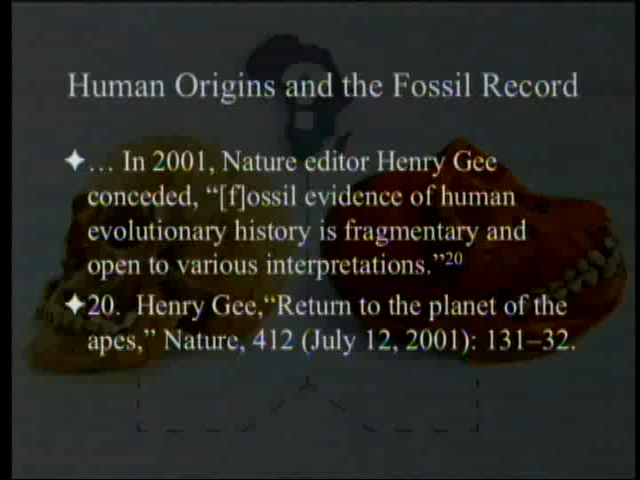 Human Origins and the Fossil Record
✦… In 2001, Nature editor Henry Gee
conceded, “[f]ossil evidence of human
evolutionary history is fragmentary and
open to various interpretations.”20
✦20. Henry Gee,“Return to the planet of the
apes,” Nature, 412 (July 12, 2001): 131–32.